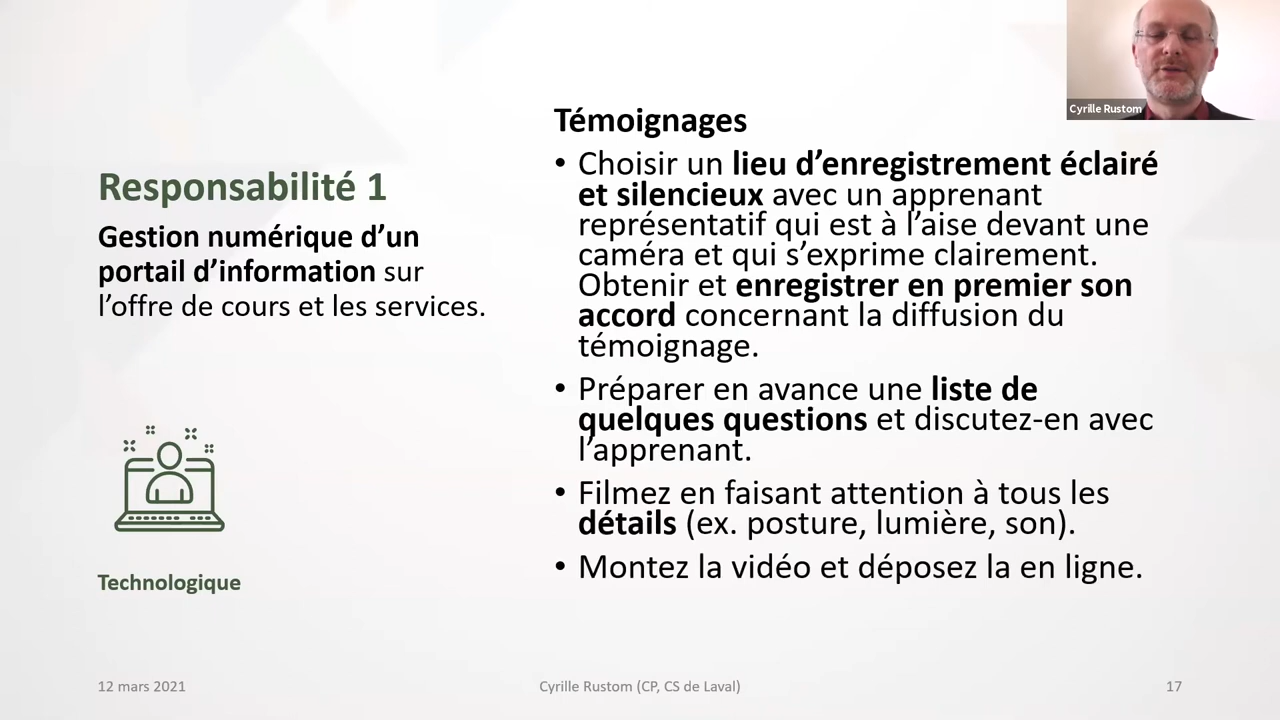 Cyrille Rustom
Responsabilité 1
Gestion numérique d’un
portail d’information sur
l’offre de cours et les services.
Technologique
Témoignages
• Choisir un lieu d’enregistrement éclairé
et silencieux avec un apprenant
représentatif qui est à l’aise devant une
caméra et qui s’exprime clairement.
Obtenir et enregistrer en premier son
accord concernant la diffusion du
témoignage.
• Préparer en avance une liste de
quelques questions et discutez-en avec
l’apprenant.
• Filmez en faisant attention à tous les
détails (ex. posture, lumière, son).
• Montez la vidéo et déposez la en ligne.
12 mars 2021
Cyrille Rustom (CP, CS de Laval)
17